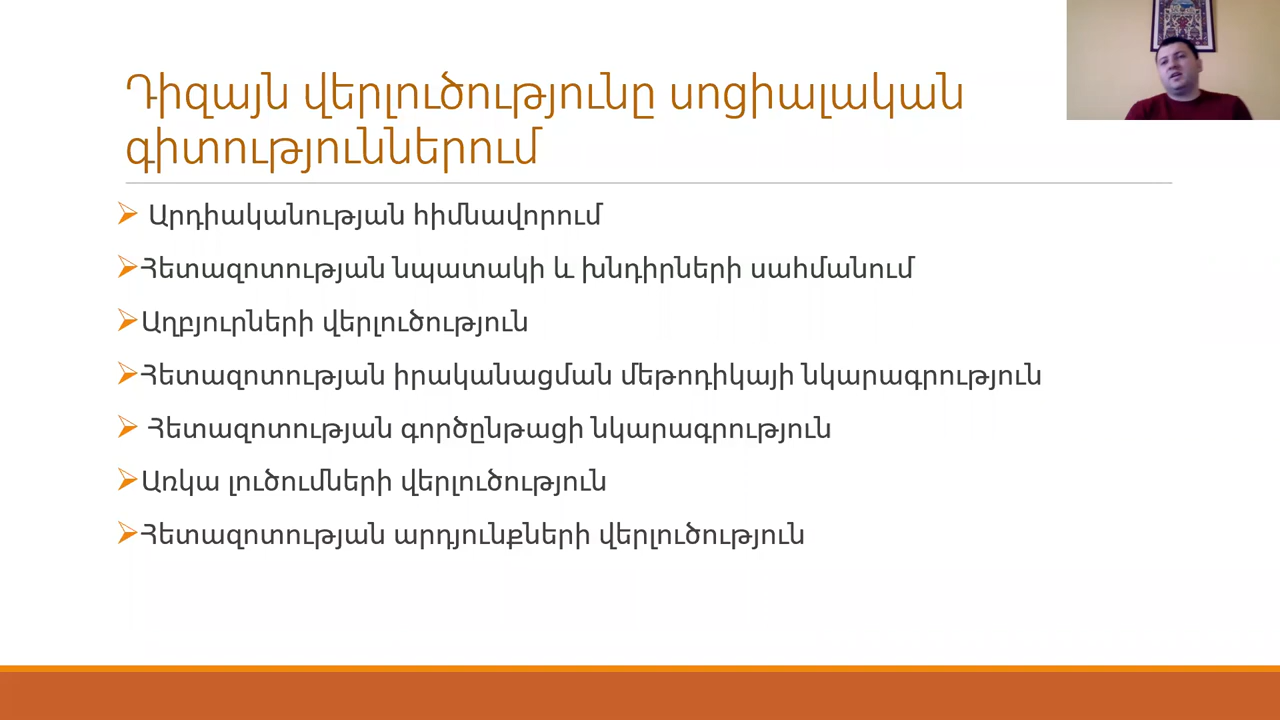 Դիզայն վերլուծությունը սոցիալական
գիտություններում
Արդիականության հիմնավորում
Հետազոտության նպատակի և խնդիրների սահմանում
Աղբյուրների վերլուծություն
Հետազոտության իրականացման մեթոդիկայի նկարագրություն
Հետազոտության գործընթացի նկարագրություն
Առկա լուծումների վերլուծություն
Հետազոտության արդյունքների վերլուծություն